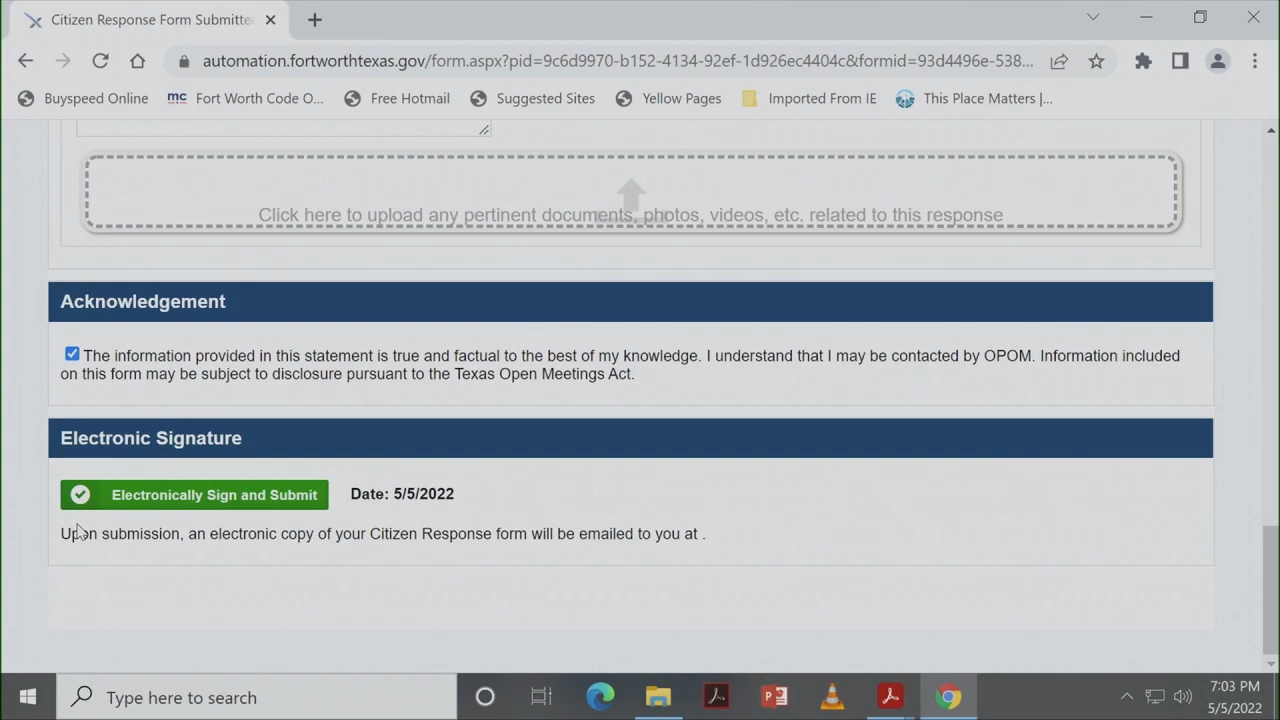 Citizen Response Form Submitte
automation.fortworthtexas.gov/form.aspx?pid=9c6d9970-b152-4134-92ef-1d926ec4404c&formid=93d4496e-538...
Buyspeed Online
Fort Worth Code O...
Free Hotmail
Suggested Sites
Yellow Pages
Imported From IE
This Place Matters |...
Click here to upload any pertinent documents, photos, videos, etc. related to this response
Acknowledgement
The information provided in this statement is true and factual to the best of my knowledge. I understand that I may be contacted by OPOM. Information included
on this form may be subject to disclosure pursuant to the Texas Open Meetings Act.
Electronic Signature
Electronically Sign and Submit
Date: 5/5/2022
Upon submission, an electronic copy of your Citizen Response form will be emailed to you at .
Type here to search
7:03 PM
5/5/2022